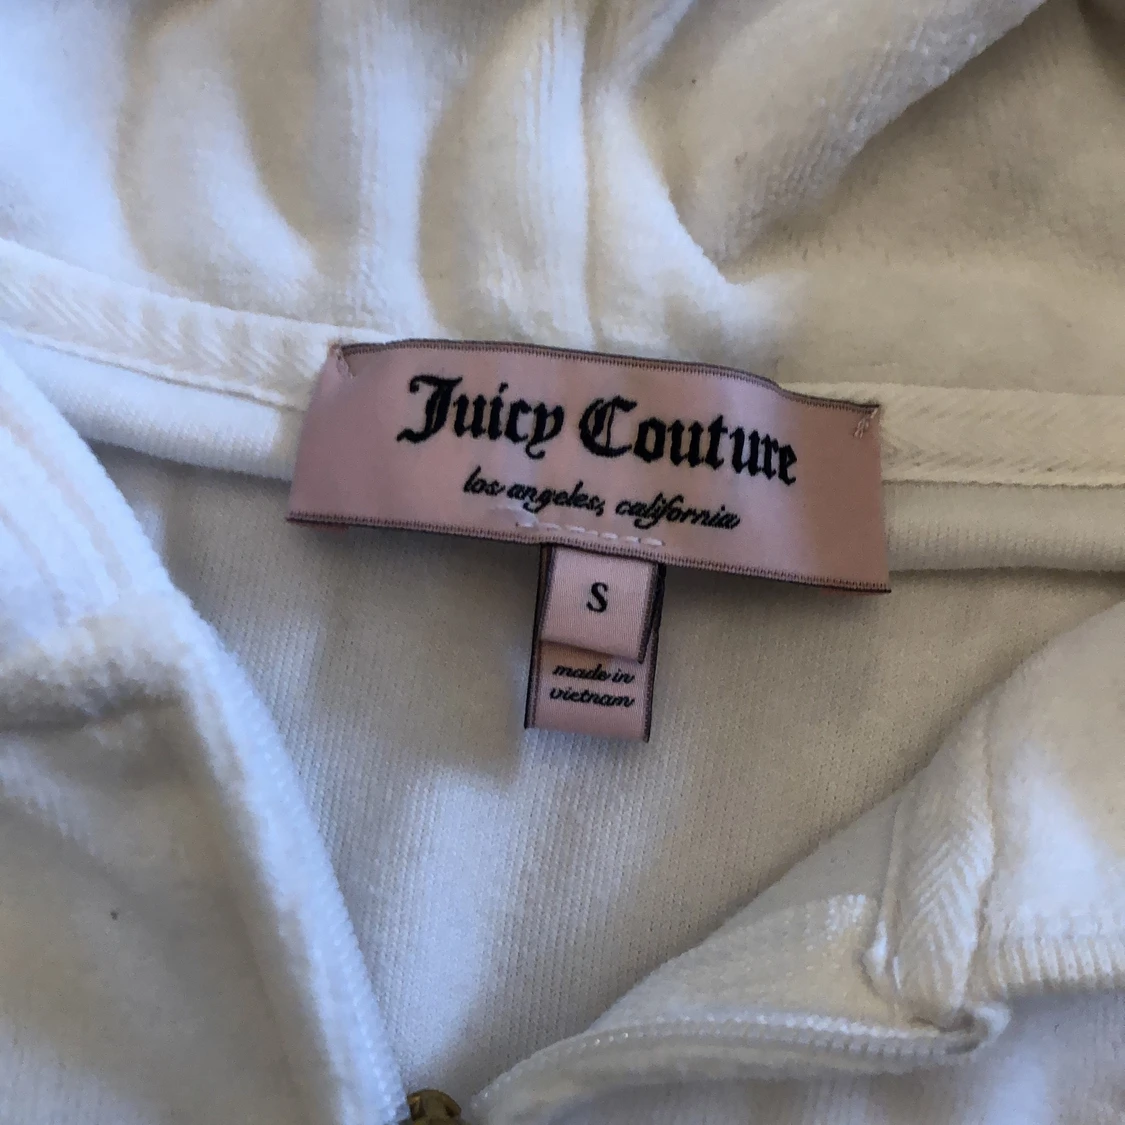 Juicy Couture
los angeles, california
S
made in
vietnam